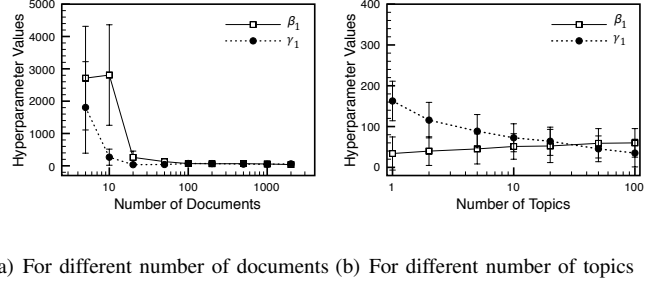 5000
4000
3000
2000
1000
0
Hyperparameter Values
β1
γ1
10
100
1000
Number of Documents
400
300
200
100
0
Hyperparameter Values
β1
γ1
1
10
100
Number of Topics
a) For different number of documents (b) For different number of topics